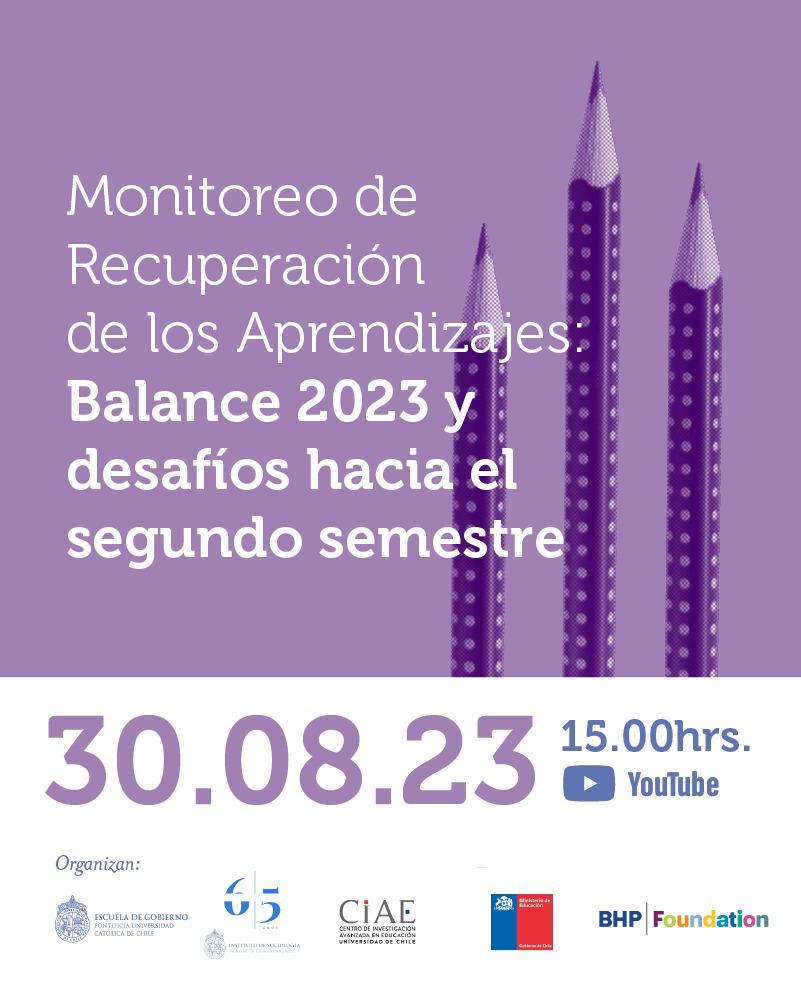 Monitoreo de
Recuperación
de los Aprendizajes:
Balance 2023 y
desafíos hacia el
segundo semestre
30.08.23
15.00hrs.
YouTube
Organizan:
ESCUELA DE GOBIERNO
PONTIFICIA UNIVERSIDAD
CATÓLICA DE CHILE
65
AÑOS
INSTITUTO DE SOCIOLOGÍA
CiAE
CENTRO DE INVESTIGACIÓN
AVANZADA EN EDUCACIÓN
UNIVERSIDAD DE CHILE
Ministerio de
Educación
Gobierno de Chile
BHP Foundation